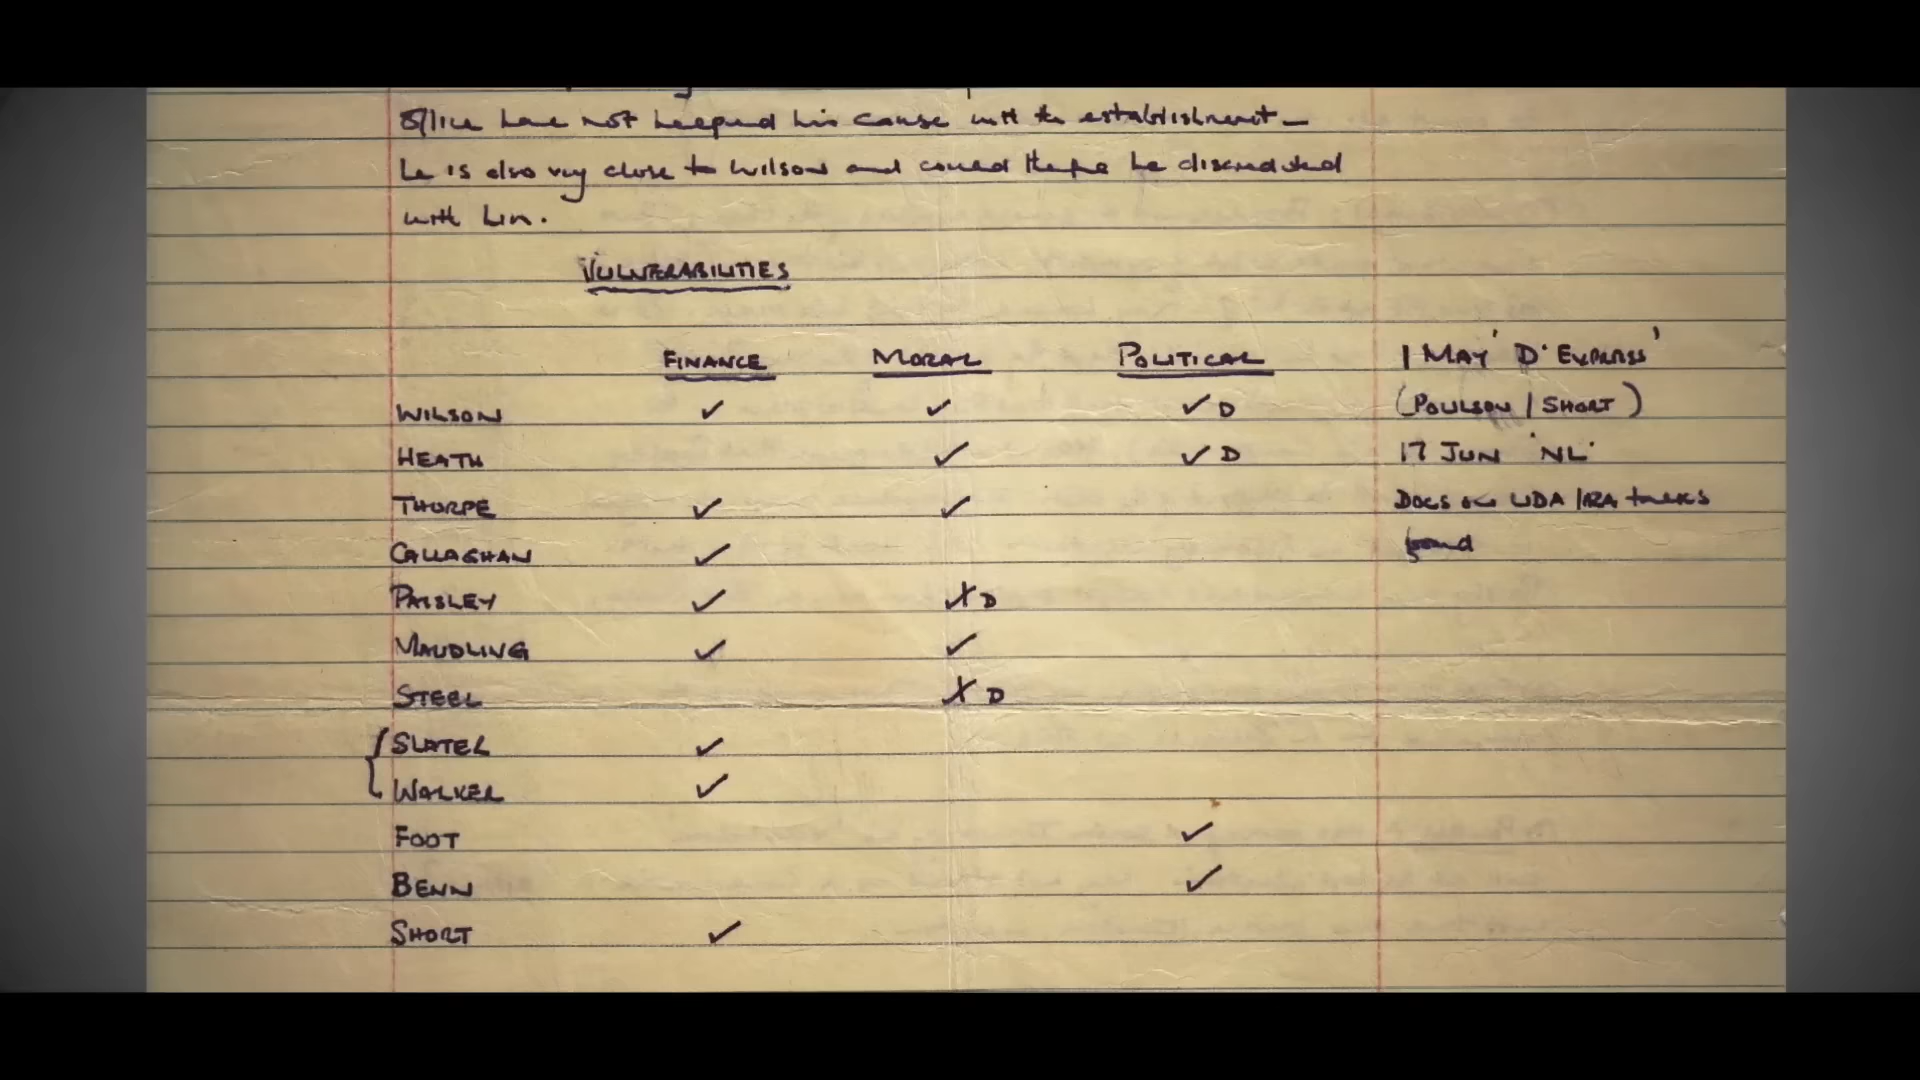 Office have not helped his cause with the establishment -
he is also very close to Wilson and could therefore be discredited
with him.
VULNERABILITIES
FINANCE MORAL POLITICAL 1 MAY 'D' EXPRESS'
WILSON ✓ ✓ ✓ D (POULSON / SHORT)
HEATH ✓ ✓ D 17 JUN 'NL'
THORPE ✓ ✓ DOCS ON UDA / IRA talks
CALLAGHAN ✓ found
PAISLEY ✓ ✗ D
MAUDLING ✓ ✓
STEEL ✗ D
{ SLATER ✓
WALKER ✓
FOOT ✓
BENN ✓
SHORT ✓